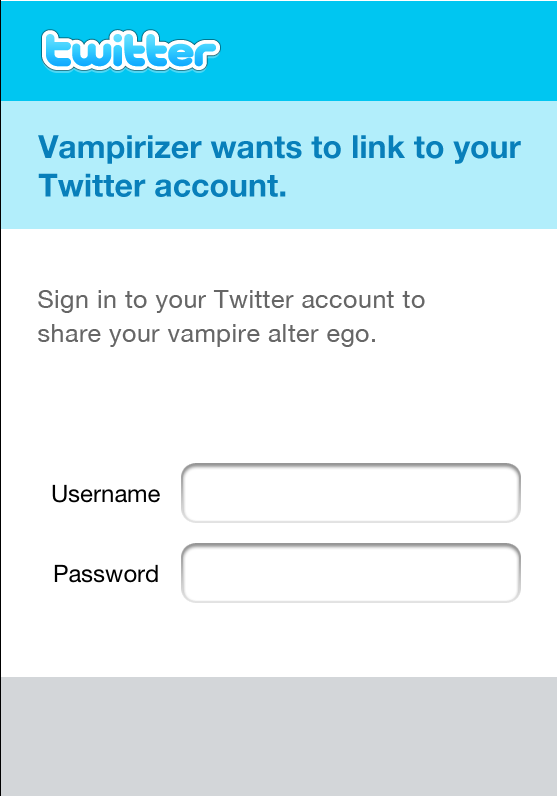 twitter
Vampirizer wants to link to your
Twitter account.
Sign in to your Twitter account to
share your vampire alter ego.
Username
Password